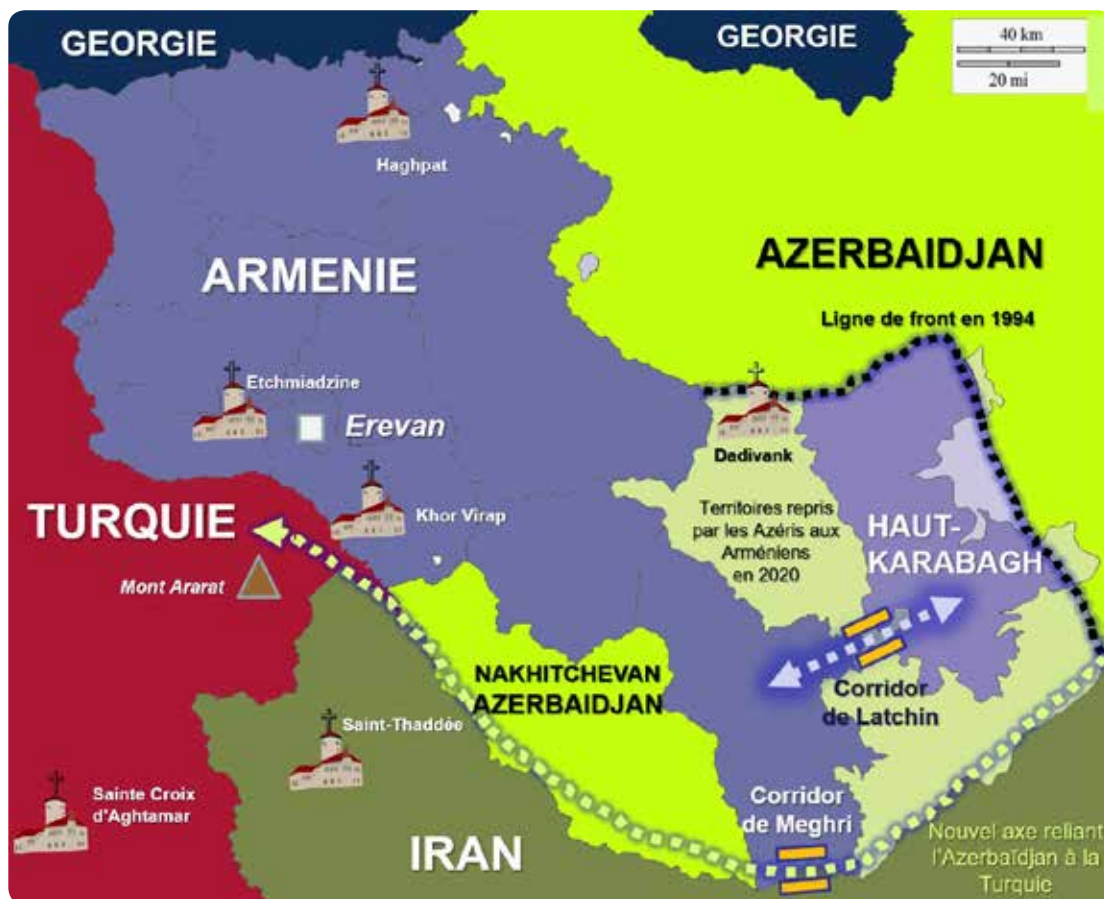 GEORGIE
GEORGIE
40 km
20 mi
Haghpat
ARMENIE
AZERBAIDJAN
Ligne de front en 1994
Etchmiadzine
Erevan
Dadivank
Khor Virap
Territoires repris
par les Azéris aux
Arméniens
en 2020
HAUT-
KARABAGH
TURQUIE
Mont Ararat
NAKHITCHEVAN
AZERBAIDJAN
Corridor
de Latchin
Saint-Thaddée
Sainte Croix
d'Aghtamar
IRAN
Corridor
de Meghri
Nouvel axe reliant
l'Azerbaïdjan à la
Turquie